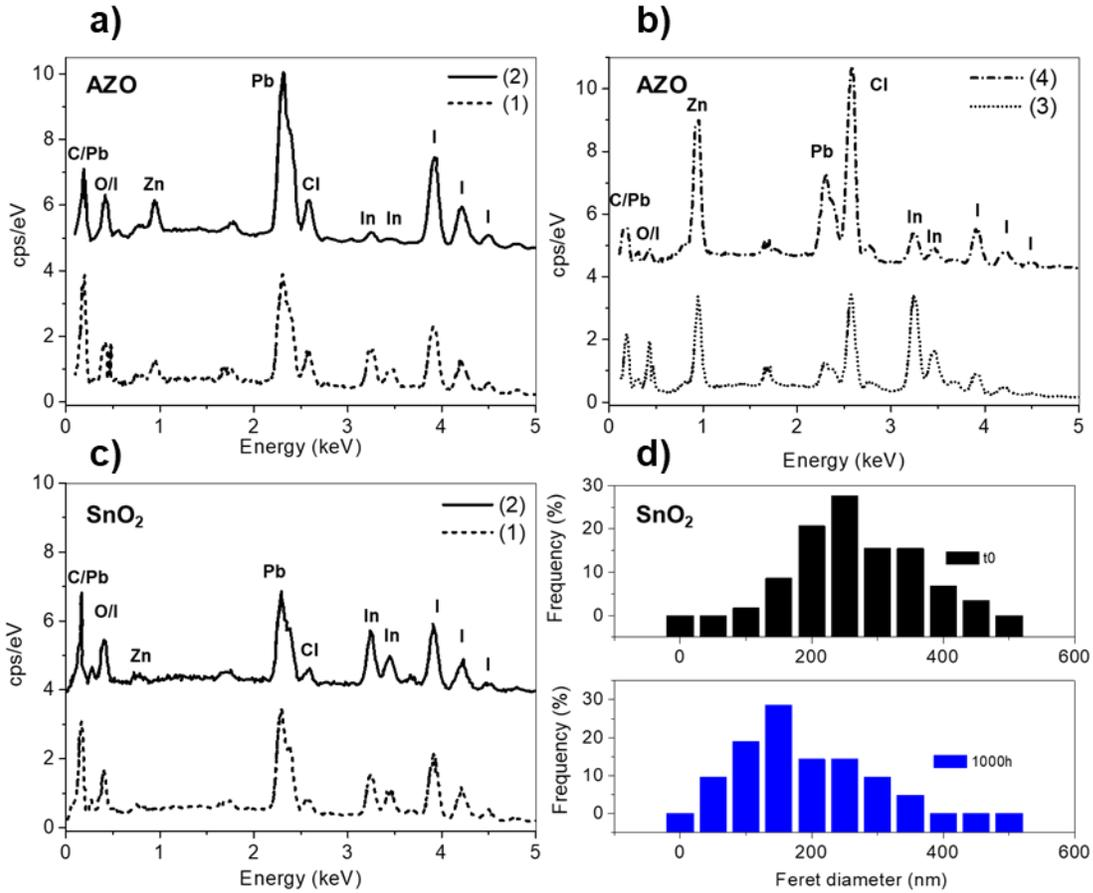 a)
AZO
(2)
(1)
Pb
C/Pb
O/I
Zn
Cl
In
In
I
I
I
10
8
6
4
2
0
cps/eV
0
1
2
3
4
5
Energy (keV)
b)
AZO
(4)
(3)
Cl
Zn
Pb
C/Pb
O/I
In
In
I
I
I
10
8
6
4
2
0
cps/eV
0
1
2
3
4
5
Energy (keV)
c)
SnO₂
(2)
(1)
Pb
C/Pb
O/I
Zn
Cl
In
In
I
I
I
10
8
6
4
2
0
cps/eV
0
1
2
3
4
5
Energy (keV)
d)
SnO₂
t0
30
20
10
0
Frequency (%)
0
200
400
600
1000h
30
20
10
0
Frequency (%)
0
200
400
600
Feret diameter (nm)